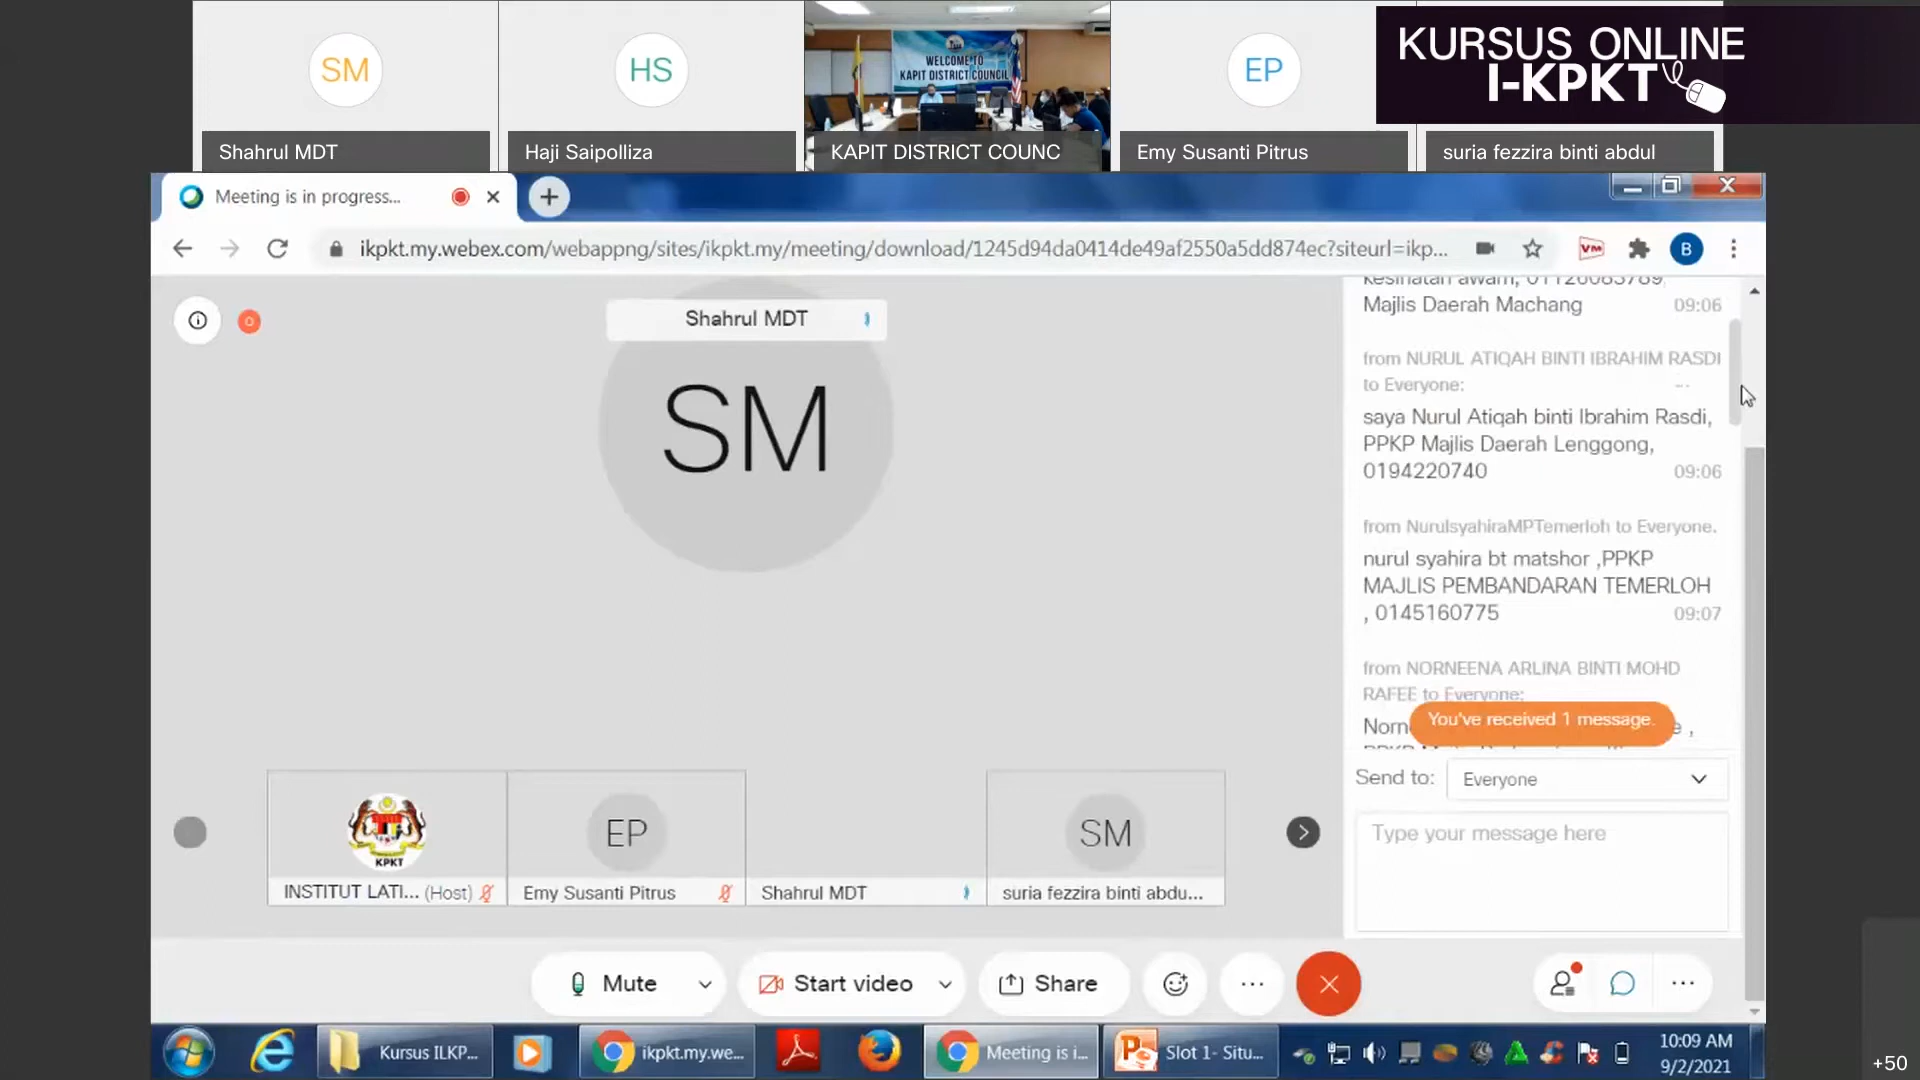 SM
HS
WELCOME TO
KAPIT DISTRICT COUNCIL
EP
KURSUS ONLINE
I-KPKT
Shahrul MDT
Haji Saipolliza
KAPIT DISTRICT COUNC
Emy Susanti Pitrus
suria fezzira binti abdul
Meeting is in progress...
ikpkt.my.webex.com/webappng/sites/ikpkt.my/meeting/download/1245d94da0414de49af2550a5dd874ec?siteurl=ikp...
VM
B
Shahrul MDT
SM
kesihatan awam, 01126083789,
Majlis Daerah Machang 09:06
from NURUL ATIQAH BINTI IBRAHIM RASDI
to Everyone:
saya Nurul Atiqah binti Ibrahim Rasdi,
PPKP Majlis Daerah Lenggong,
0194220740 09:06
from NurulsyahiraMPTemerloh to Everyone.
nurul syahira bt matshor ,PPKP
MAJLIS PEMBANDARAN TEMERLOH
, 0145160775 09:07
from NORNEENA ARLINA BINTI MOHD
RAFEE to Everyone:
You've received 1 message.
Send to: Everyone
Type your message here
KPKT
INSTITUT LATI... (Host)
EP
Emy Susanti Pitrus
Shahrul MDT
SM
suria fezzira binti abdu...
Mute
Start video
Share
Kursus ILKP...
ikpkt.my.we...
Meeting is i...
Slot 1- Situ...
10:09 AM
9/2/2021
+50